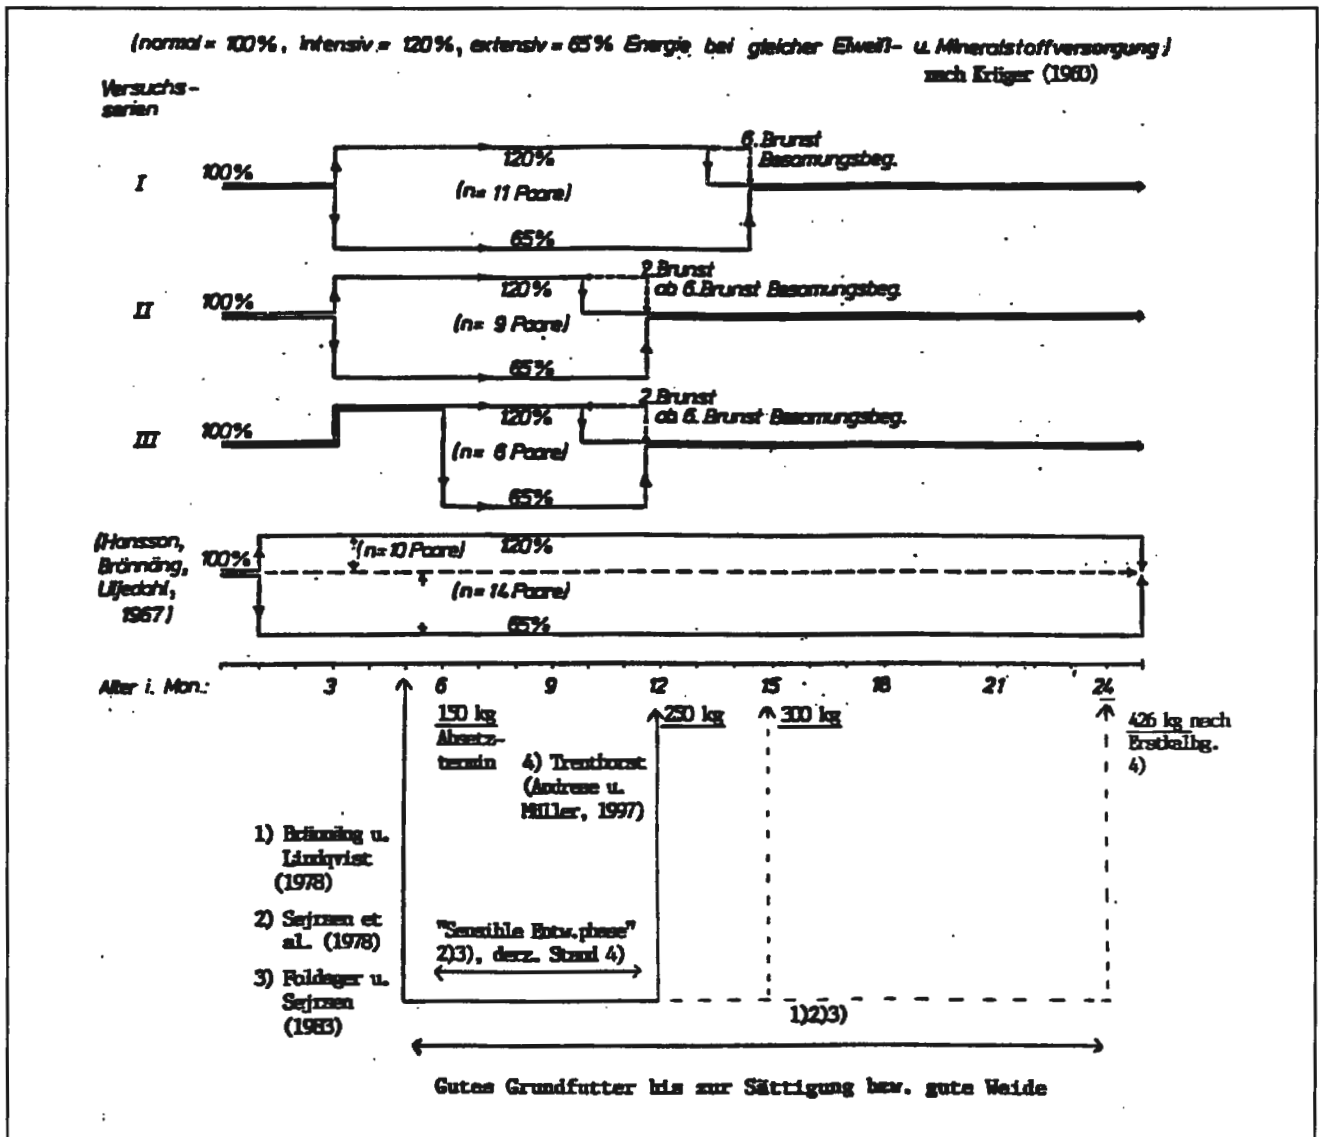 (normal = 100%, intensiv = 120%, extensiv = 65% Energie bei gleicher Eiweiß- u. Mineralstoffversorgung)
nach Krüger (1960)
Versuchs-
serien
I
100%
120%
(n= 11 Paare)
65%
6. Brunst
Besamungsbeg.
II
100%
120%
(n= 9 Paare)
65%
2. Brunst
ab 6. Brunst Besamungsbeg.
III
100%
120%
(n= 6 Paare)
65%
2. Brunst
ab 6. Brunst Besamungsbeg.
(Hansson,
Brännäng,
Liljedahl,
1967)
100%
(n= 10 Paare)
120%
(n= 14 Paare)
65%
Alter i. Mon.:
3
6
9
12
15
18
21
24
150 kg
Absetz-
termin
250 kg
300 kg
426 kg nach
Erstkalbg.
4)
4) Trenthorst
(Andreae u.
Müller, 1997)
1) Brännäng u.
Lindqvist
(1978)
2) Sejrsen et
al. (1978)
3) Foldager u.
Sejrsen
(1983)
"Sensible Entw.phase"
2)3), derz. Stand 4)
1)2)3)
Gutes Grundfutter bis zur Sättigung bzw. gute Weide